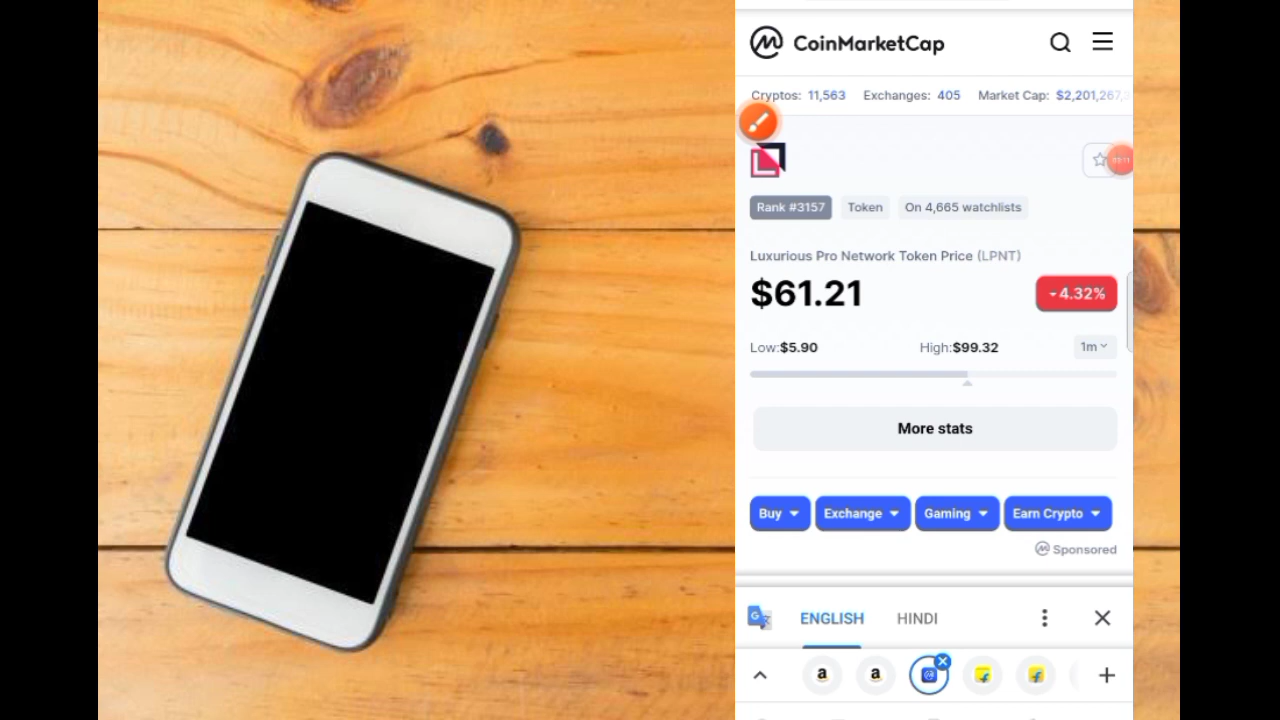 CoinMarketCap
Cryptos: 11,563 Exchanges: 405 Market Cap: $2,201,267,
Rank #3157 Token On 4,665 watchlists
Luxurious Pro Network Token Price (LPNT)
$61.21 4.32%
Low:$5.90 High:$99.32 1m
More stats
Buy Exchange Gaming Earn Crypto
Sponsored
ENGLISH HINDI